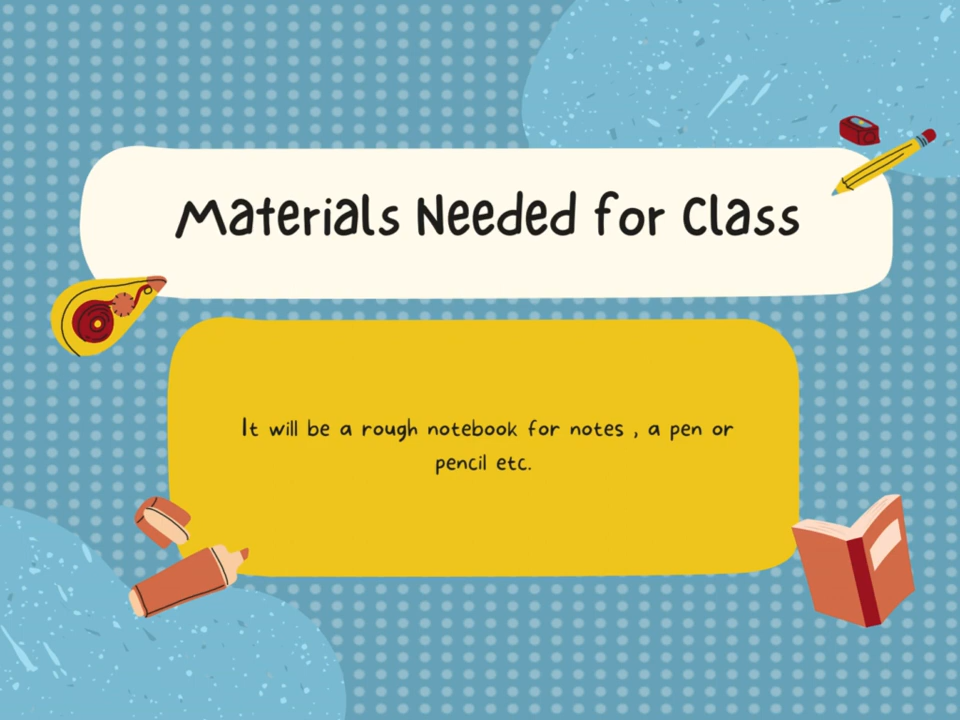 Materials Needed for Class
It will be a rough notebook for notes , a pen or
pencil etc.